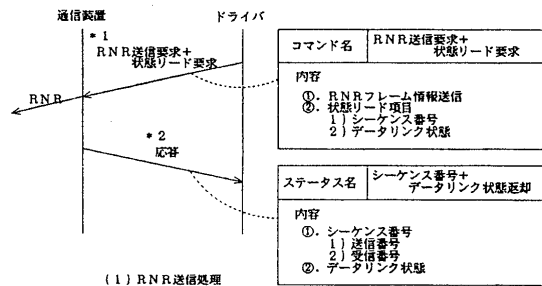 通信装置
ドライバ
*1
RNR送信要求+
状態リード要求
RNR
*2
応答
コマンド名
RNR送信要求+
状態リード要求
内容
①.RNRフレーム情報送信
②.状態リード項目
1)シーケンス番号
2)データリンク状態
ステータス名
シーケンス番号+
データリンク状態返却
内容
①.シーケンス番号
1)送信番号
2)受信番号
②.データリンク状態
(1)RNR送信処理